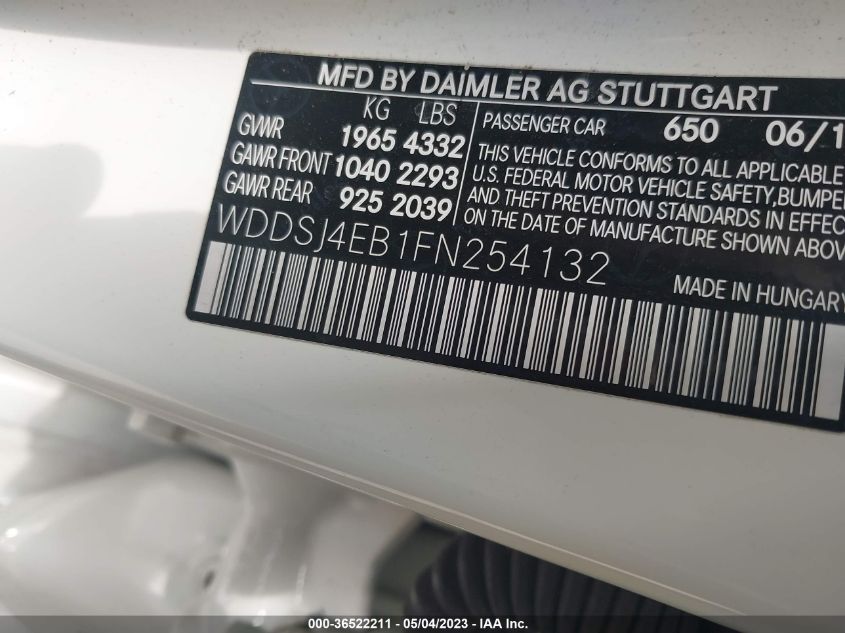 MFD BY DAIMLER AG STUTTGART
KG LBS
GVWR 1965 4332
GAWR FRONT 1040 2293
GAWR REAR 925 2039
PASSENGER CAR 650 06/1
THIS VEHICLE CONFORMS TO ALL APPLICABLE
U.S. FEDERAL MOTOR VEHICLE SAFETY, BUMPE
AND THEFT PREVENTION STANDARDS IN EFFEC
ON THE DATE OF MANUFACTURE SHOWN ABOV
WDDSJ4EB1FN254132
MADE IN HUNGARY
000-36522211 - 05/04/2023 - IAA Inc.